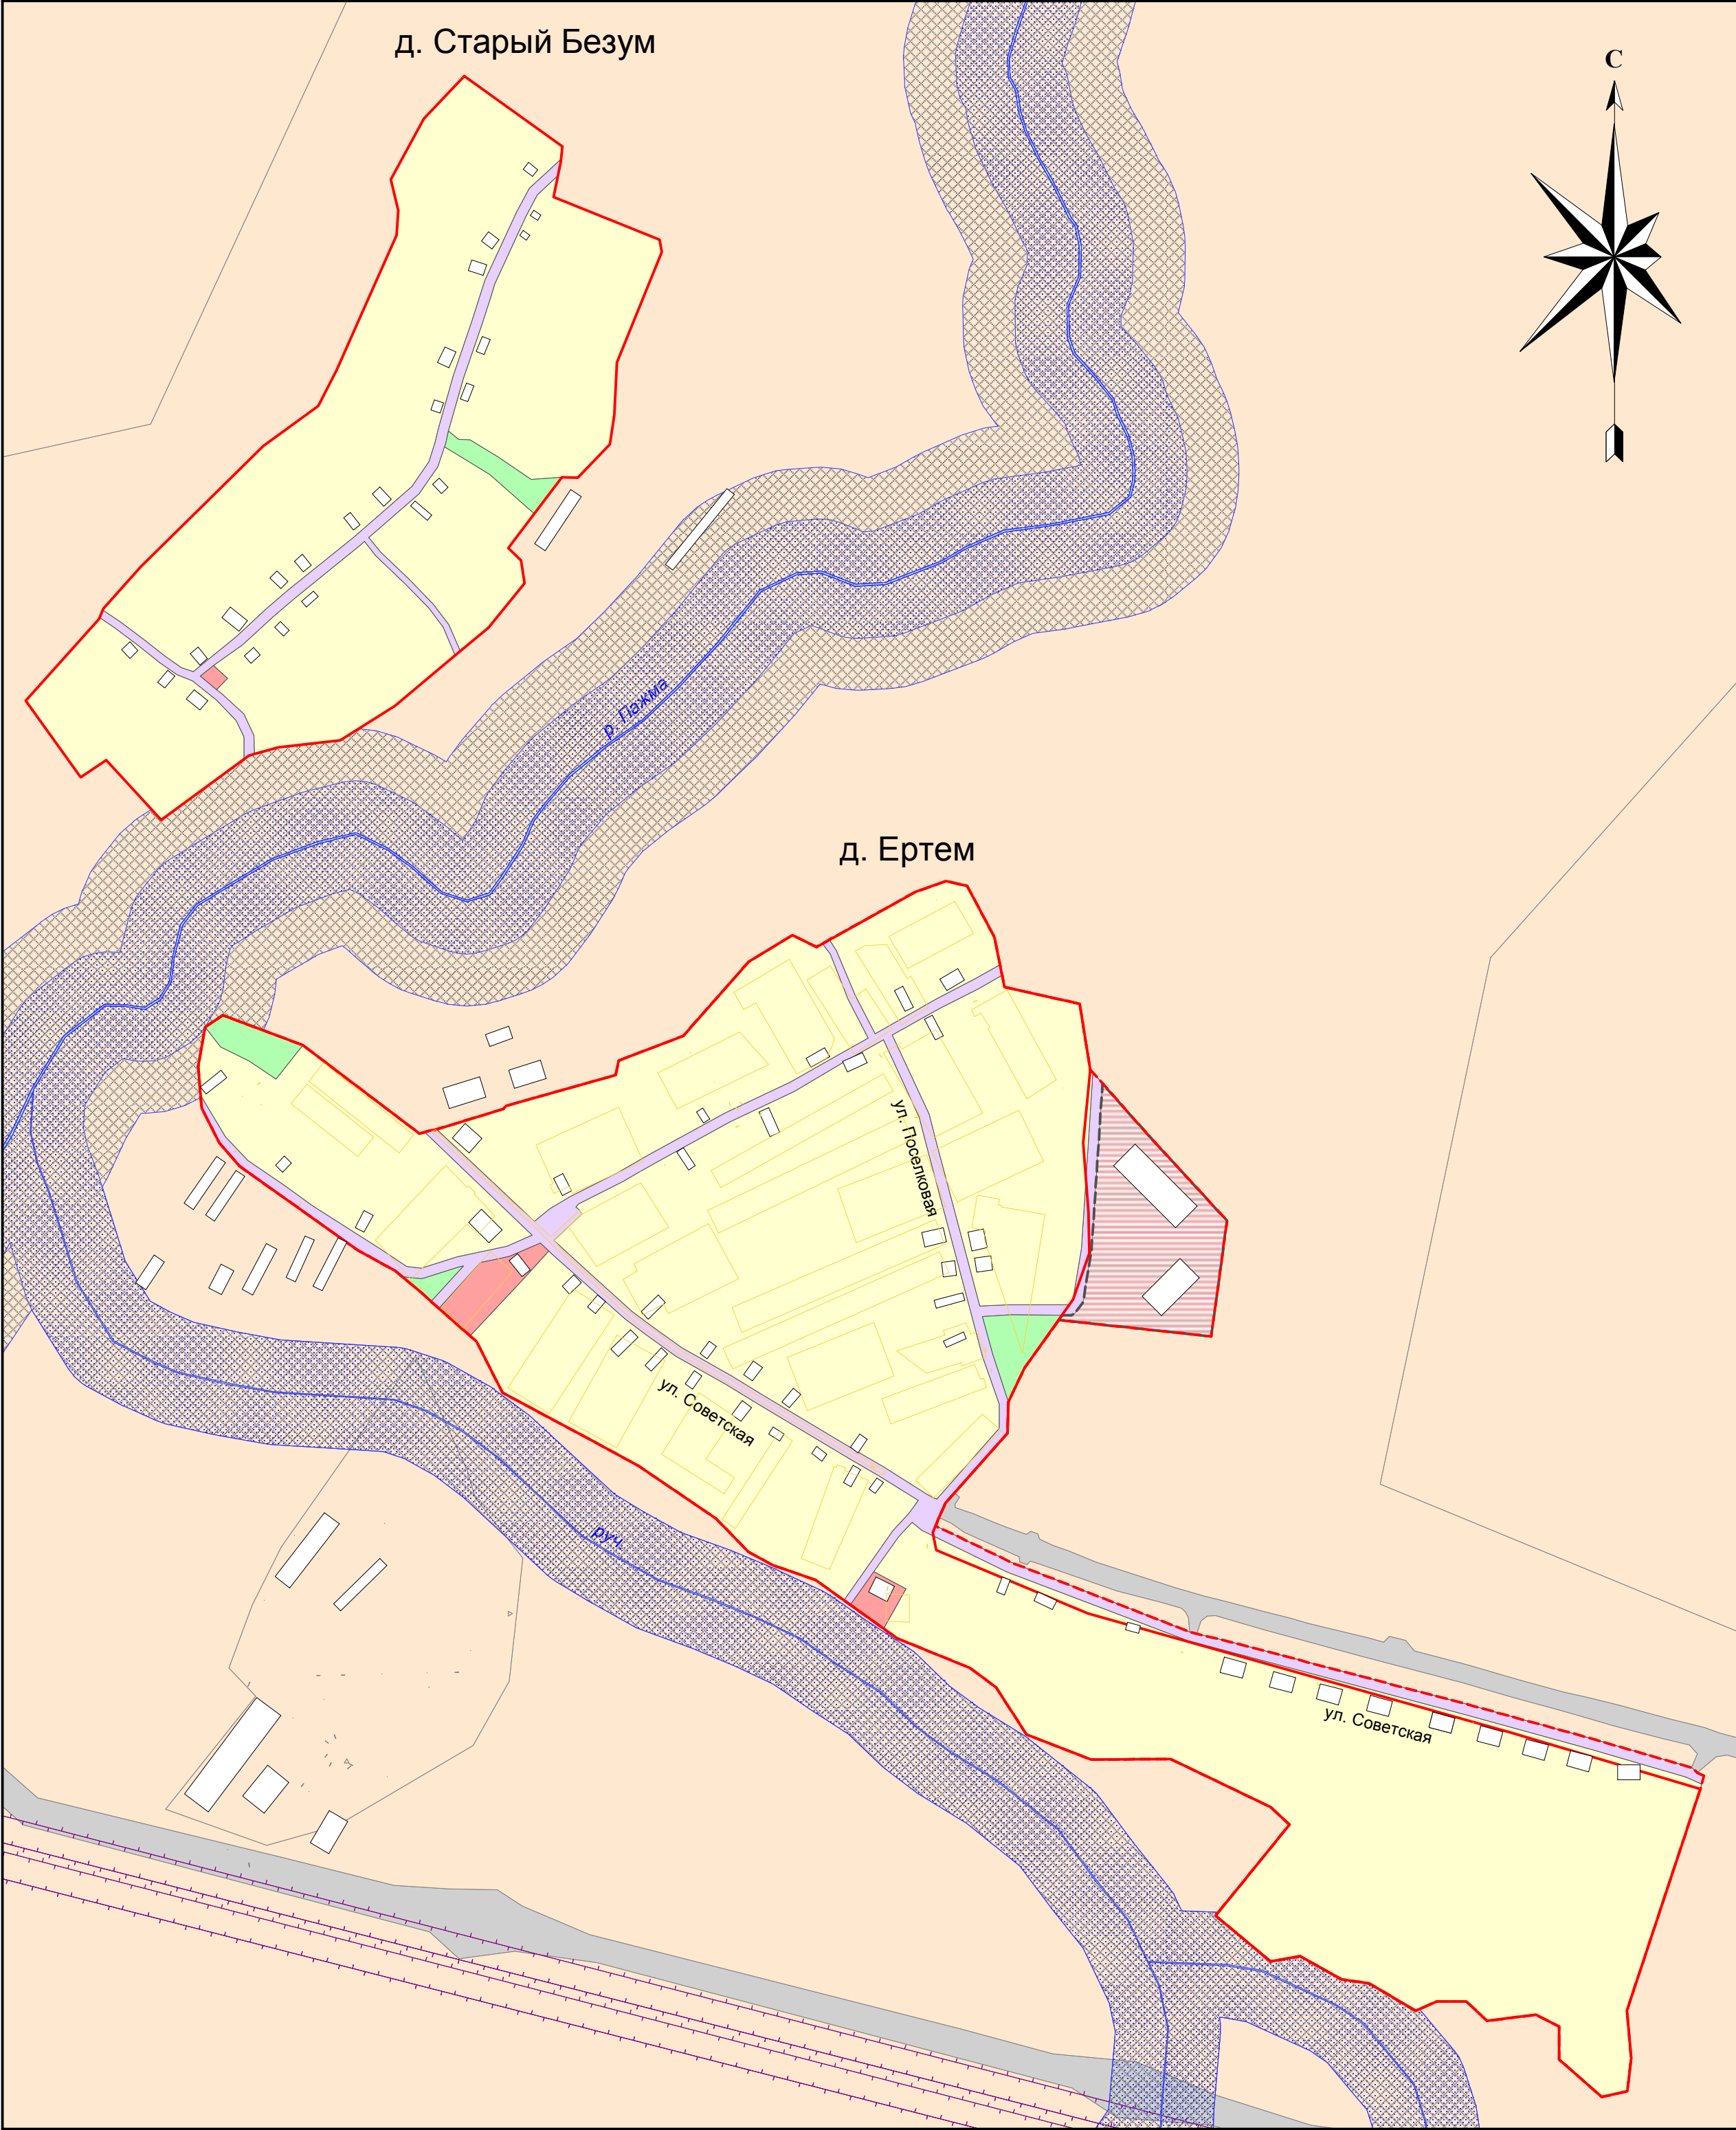 д. Старый Безум
С
р. Пажма
д. Ертем
ул. Поселковая
ул. Советская
руч.
ул. Советская